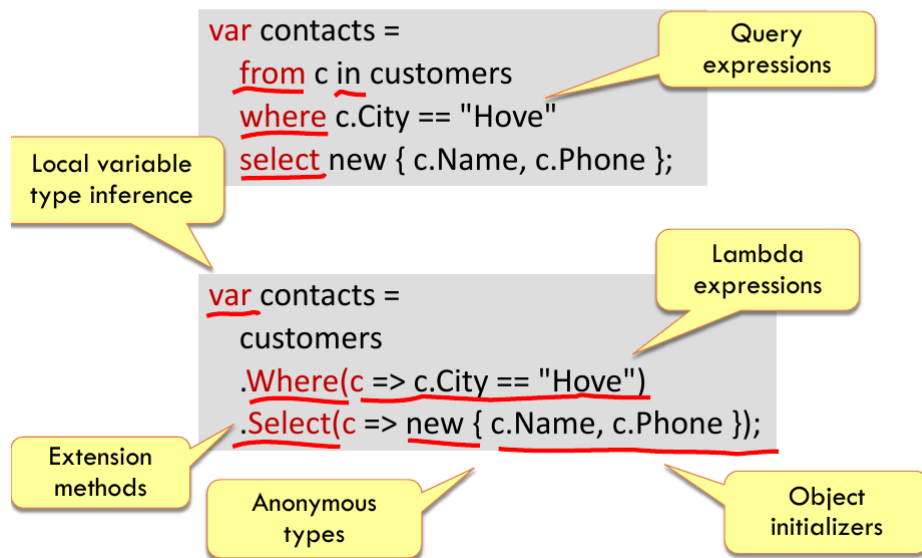 var contacts =
from c in customers
where c.City == "Hove"
select new { c.Name, c.Phone };
Query
expressions
Local variable
type inference
var contacts =
customers
.Where(c => c.City == "Hove")
.Select(c => new { c.Name, c.Phone });
Lambda
expressions
Extension
methods
Anonymous
types
Object
initializers